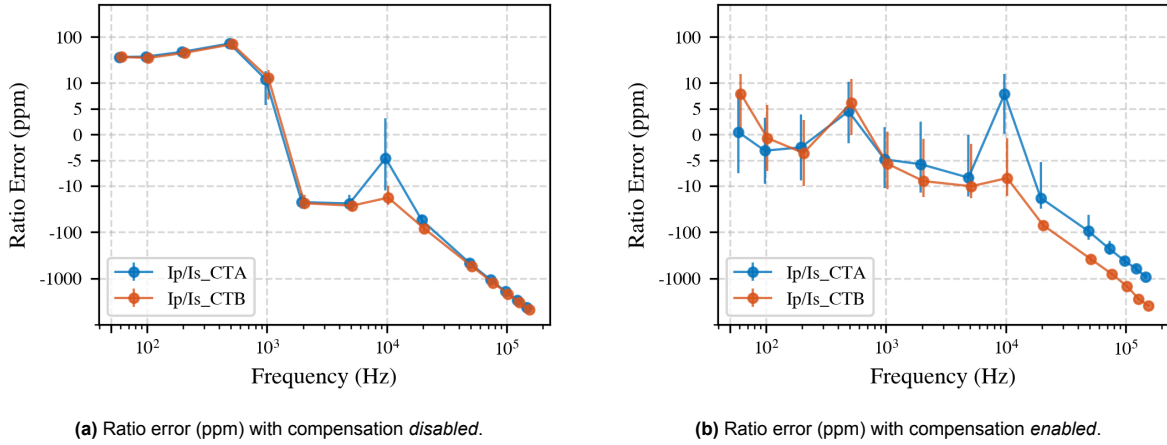 100
10
5
0
-5
-10
-100
-1000
Ratio Error (ppm)
Ip/Is_CTA
Ip/Is_CTB
10²
10³
10⁴
10⁵
Frequency (Hz)
(a) Ratio error (ppm) with compensation disabled.
100
10
5
0
-5
-10
-100
-1000
Ratio Error (ppm)
Ip/Is_CTA
Ip/Is_CTB
10²
10³
10⁴
10⁵
Frequency (Hz)
(b) Ratio error (ppm) with compensation enabled.